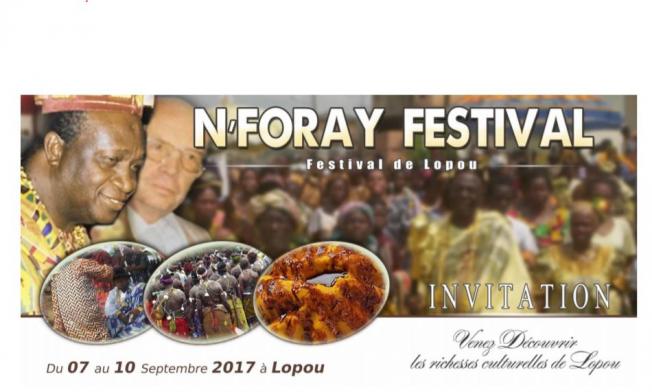 N'FORAY FESTIVAL
Festival de Lopou
INVITATION
Venez Découvrir
les richesses culturelles de Lopou
Du 07 au 10 Septembre 2017 à Lopou